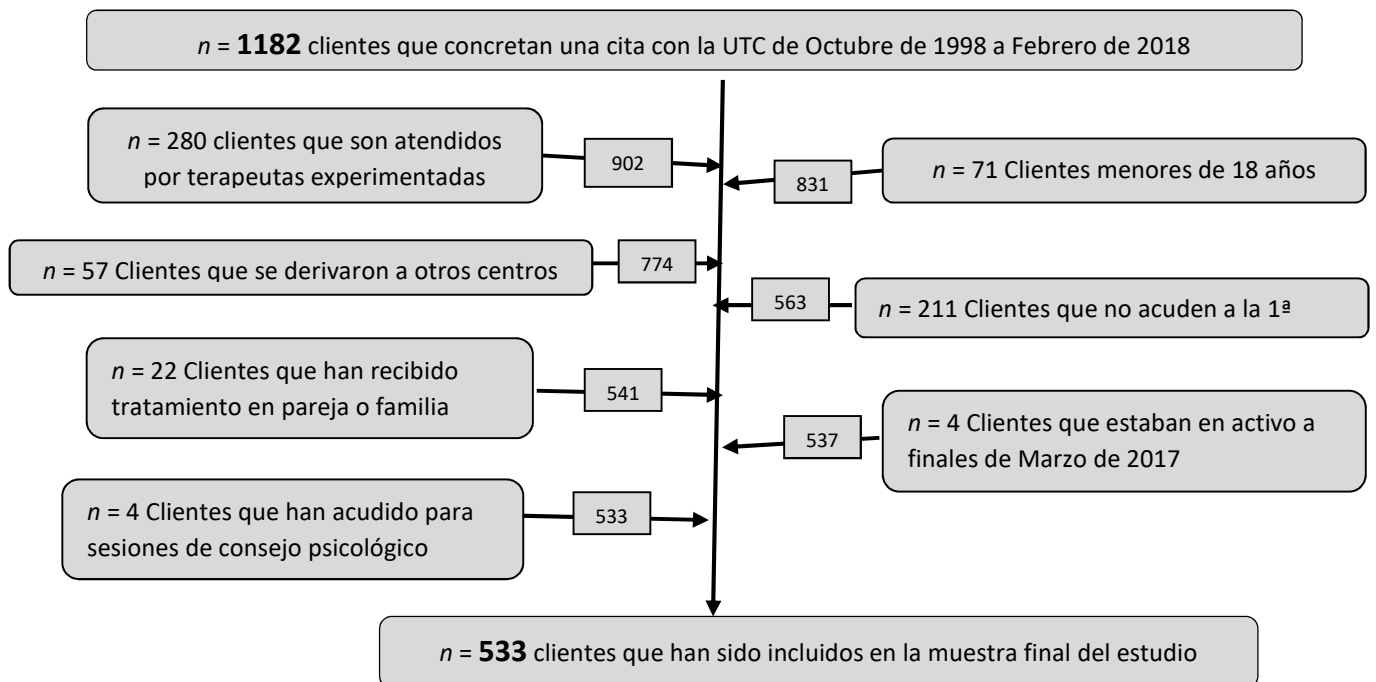 n = 1182 clientes que concretan una cita con la UTC de Octubre de 1998 a Febrero de 2018
n = 280 clientes que son atendidos
por terapeutas experimentadas
902
831
n = 71 Clientes menores de 18 años
n = 57 Clientes que se derivaron a otros centros
774
563
n = 211 Clientes que no acuden a la 1ª
n = 22 Clientes que han recibido
tratamiento en pareja o familia
541
537
n = 4 Clientes que estaban en activo a
finales de Marzo de 2017
n = 4 Clientes que han acudido para
sesiones de consejo psicológico
533
n = 533 clientes que han sido incluidos en la muestra final del estudio